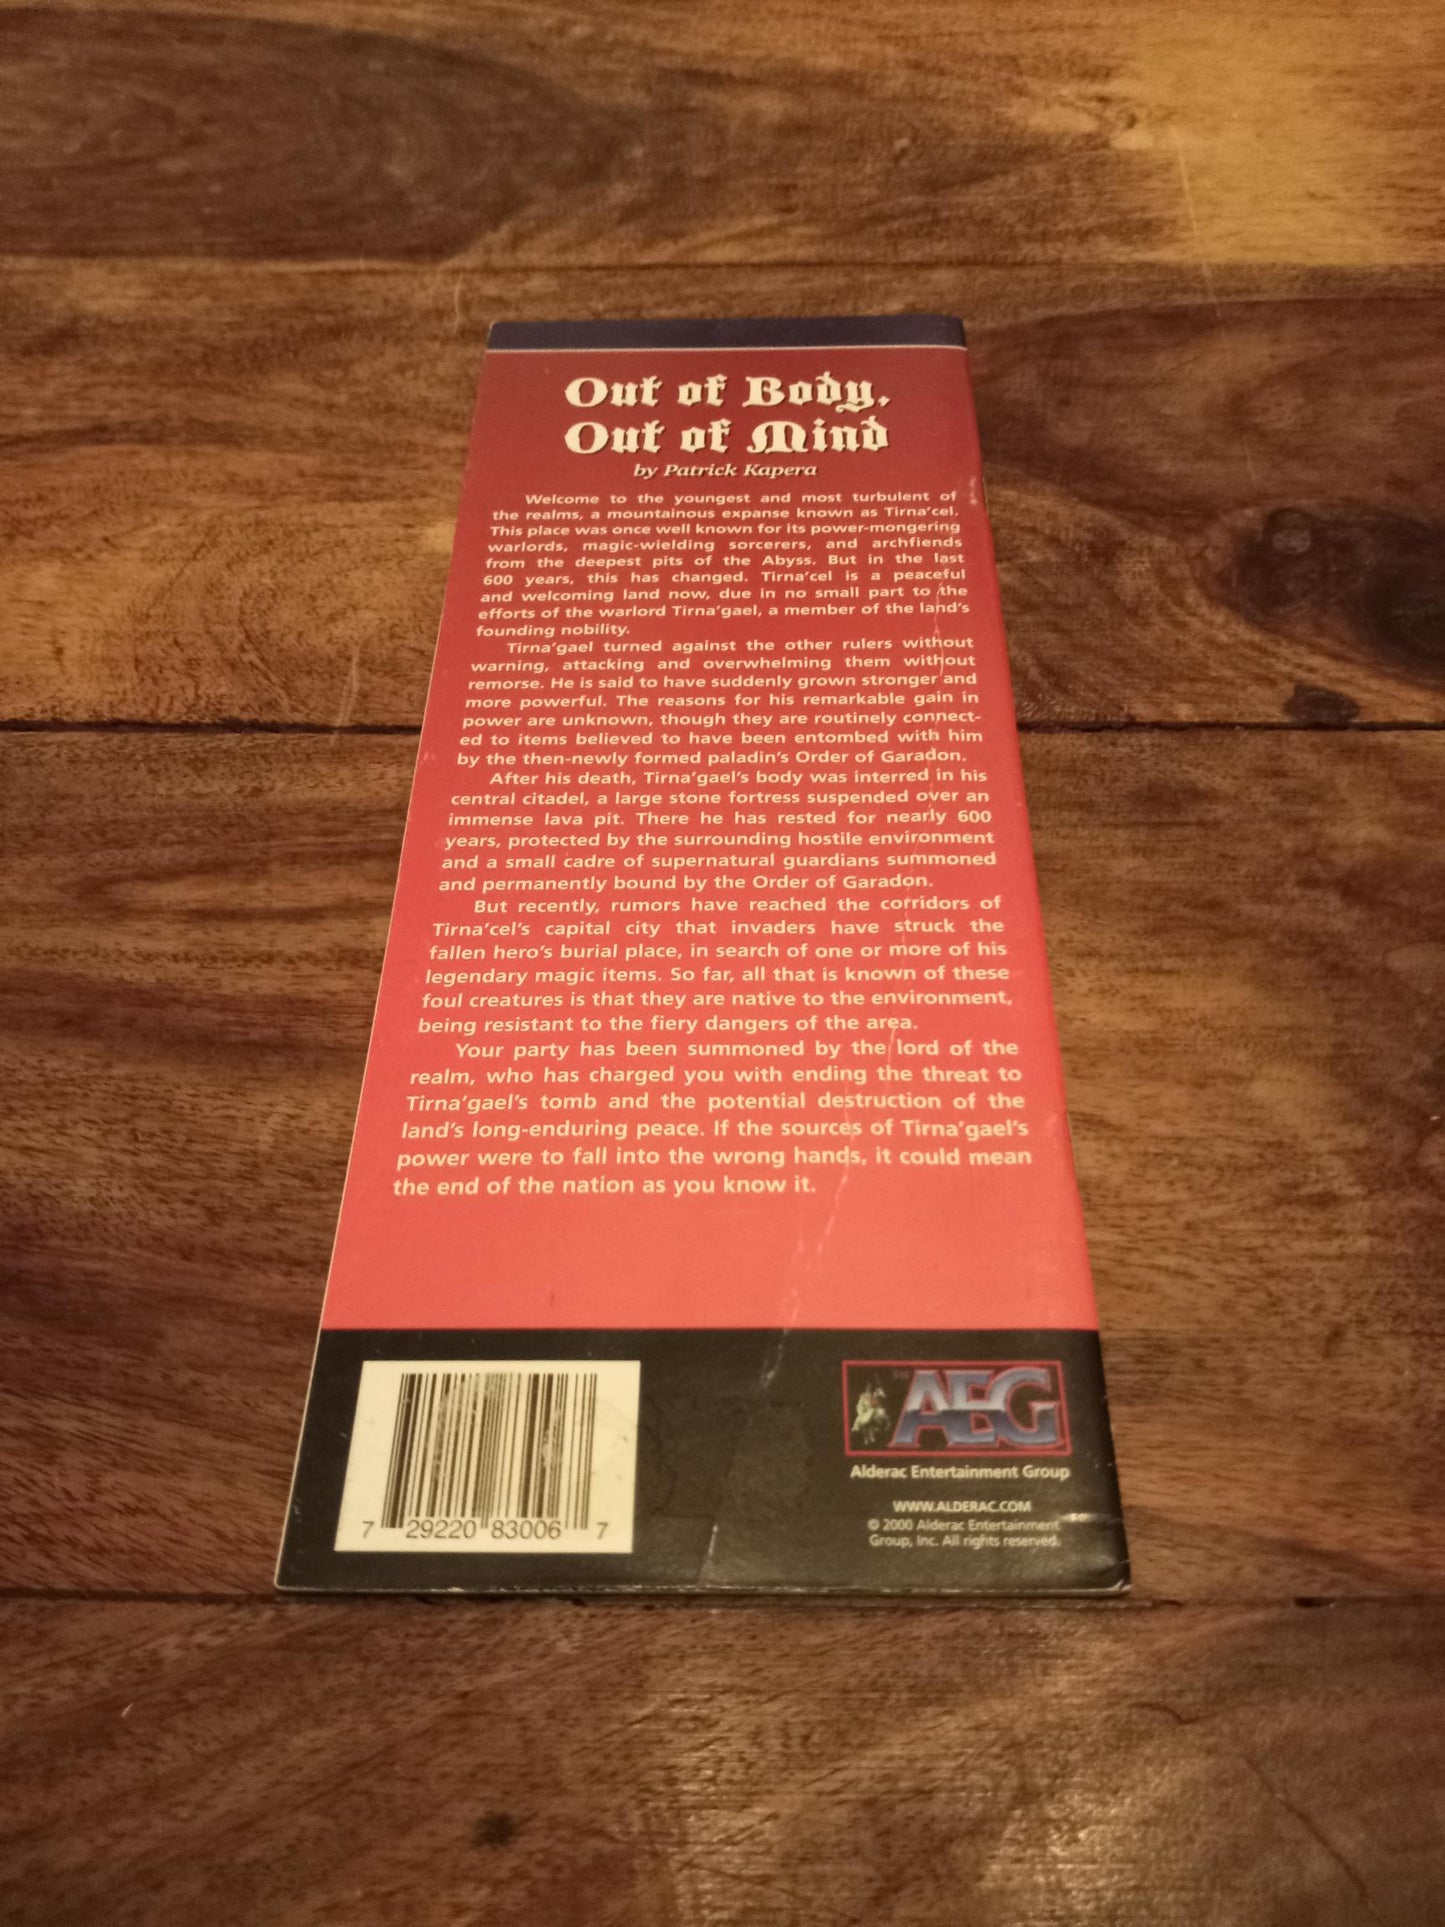 Out of Body,
Out of Mind
by Patrick Kapera
Welcome to the youngest and most turbulent of
the realms, a mountainous expanse known as Tirna'cel.
This place was once well known for its power-mongering
warlords, magic-wielding sorcerers, and archfiends
from the deepest pits of the Abyss. But in the last
600 years, this has changed. Tirna'cel is a peaceful
and welcoming land now, due in no small part to the
efforts of the warlord Tirna'gael, a member of the land's
founding nobility.
Tirna'gael turned against the other rulers without
warning, attacking and overwhelming them without
remorse. He is said to have suddenly grown stronger and
more powerful. The reasons for his remarkable gain in
power are unknown, though they are routinely connect-
ed to items believed to have been entombed with him
by the then-newly formed paladin's Order of Garadon.
After his death, Tirna'gael's body was interred in his
central citadel, a large stone fortress suspended over an
immense lava pit. There he has rested for nearly 600
years, protected by the surrounding hostile environment
and a small cadre of supernatural guardians summoned
and permanently bound by the Order of Garadon.
But recently, rumors have reached the corridors of
Tirna'cel's capital city that invaders have struck the
fallen hero's burial place, in search of one or more of his
legendary magic items. So far, all that is known of these
foul creatures is that they are native to the environment,
being resistant to the fiery dangers of the area.
Your party has been summoned by the lord of the
realm, who has charged you with ending the threat to
Tirna'gael's tomb and the potential destruction of the
land's long-enduring peace. If the sources of Tirna'gael's
power were to fall into the wrong hands, it could mean
the end of the nation as you know it.
7 29220 83006 7
AEG
Alderac Entertainment Group
WWW.ALDERAC.COM
© 2000 Alderac Entertainment
Group, Inc. All rights reserved.